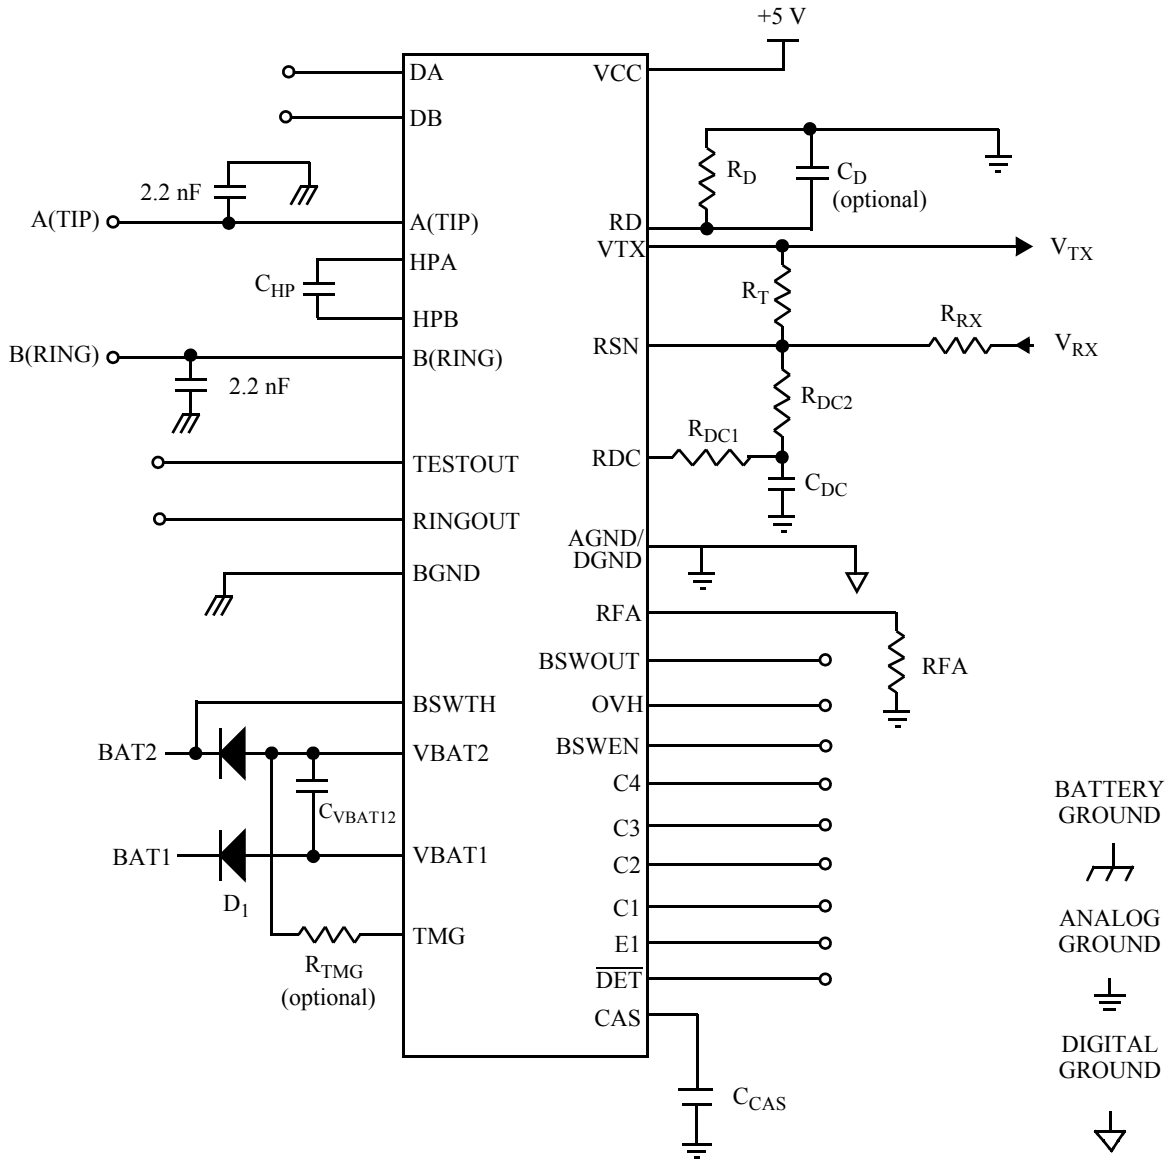 +5 V
DA
VCC
DB
2.2 nF
R_D
C_D
(optional)
A(TIP)
A(TIP)
RD
VTX
V_TX
HPA
C_HP
R_T
HPB
R_RX
B(RING)
B(RING)
RSN
V_RX
2.2 nF
R_DC2
R_DC1
TESTOUT
RDC
C_DC
RINGOUT
AGND/
DGND
BGND
RFA
BSWOUT
RFA
BSWTH
OVH
BAT2
VBAT2
BSWEN
C4
C_VBAT12
BATTERY
GROUND
C3
BAT1
VBAT1
C2
D_1
C1
ANALOG
GROUND
TMG
E1
R_TMG
(optional)
DET
CAS
DIGITAL
GROUND
C_CAS